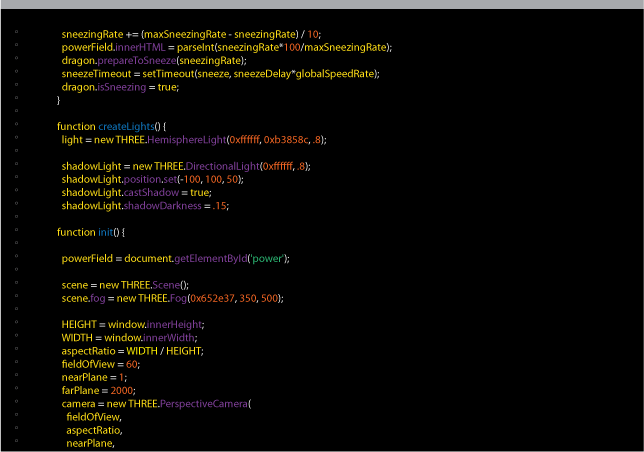 sneezingRate += (maxSneezingRate - sneezingRate) / 10;
powerField.innerHTML = parseInt(sneezingRate*100/maxSneezingRate);
dragon.prepareToSneeze(sneezingRate);
sneezeTimeout = setTimeout(sneeze, sneezeDelay*globalSpeedRate);
dragon.isSneezing = true;
}
function createLights() {
light = new THREE.HemisphereLight(0xffffff, 0xb3858c, .8);
shadowLight = new THREE.DirectionalLight(0xffffff, .8);
shadowLight.position.set(-100, 100, 50);
shadowLight.castShadow = true;
shadowLight.shadowDarkness = .15;
function init() {
powerField = document.getElementById('power');
scene = new THREE.Scene();
scene.fog = new THREE.Fog(0x652e37, 350, 500);
HEIGHT = window.innerHeight;
WIDTH = window.innerWidth;
aspectRatio = WIDTH / HEIGHT;
fieldOfView = 60;
nearPlane = 1;
farPlane = 2000;
camera = new THREE.PerspectiveCamera(
fieldOfView,
aspectRatio,
nearPlane,